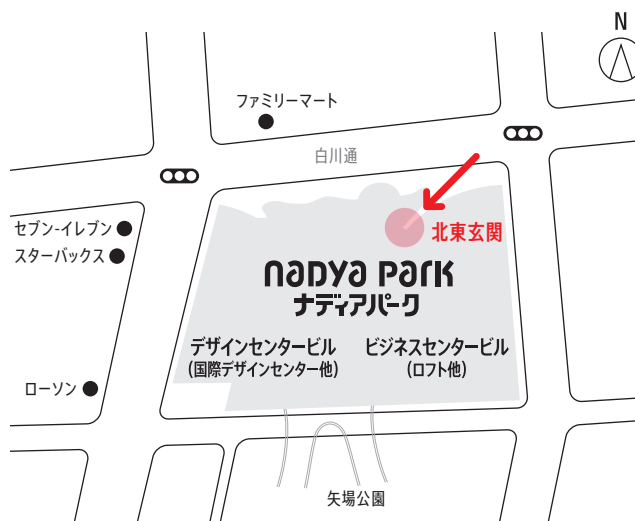 N
ファミリーマート
白川通
セブン-イレブン
スターバックス
北東玄関
naDya Park
ナディアパーク
デザインセンタービル
(国際デザインセンター他)
ビジネスセンタービル
(ロフト他)
ローソン
矢場公園